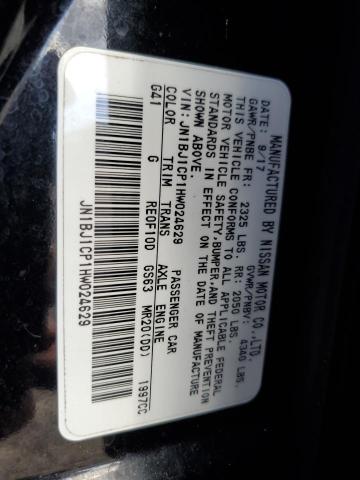 MANUFACTURED BY NISSAN MOTOR CO.,LTD.
DATE: 9/17 GVWR/PNBV: 4340 LBS.
GAWR/PNBE FR: 2325 LBS, RR: 2050 LBS.
THIS VEHICLE CONFORMS TO ALL APPLICABLE FEDERAL
MOTOR VEHICLE SAFETY,BUMPER,AND THEFT PREVENTION
STANDARDS IN EFFECT ON THE DATE OF MANUFACTURE
SHOWN ABOVE.
VIN: JN1BJ1CP1HW024629 PASSENGER CAR
COLOR TRIM TRANS AXLE ENGINE
G41 G RE0F10D GS63 MR20(DD) 1997CC
JN1BJ1CP1HW024629